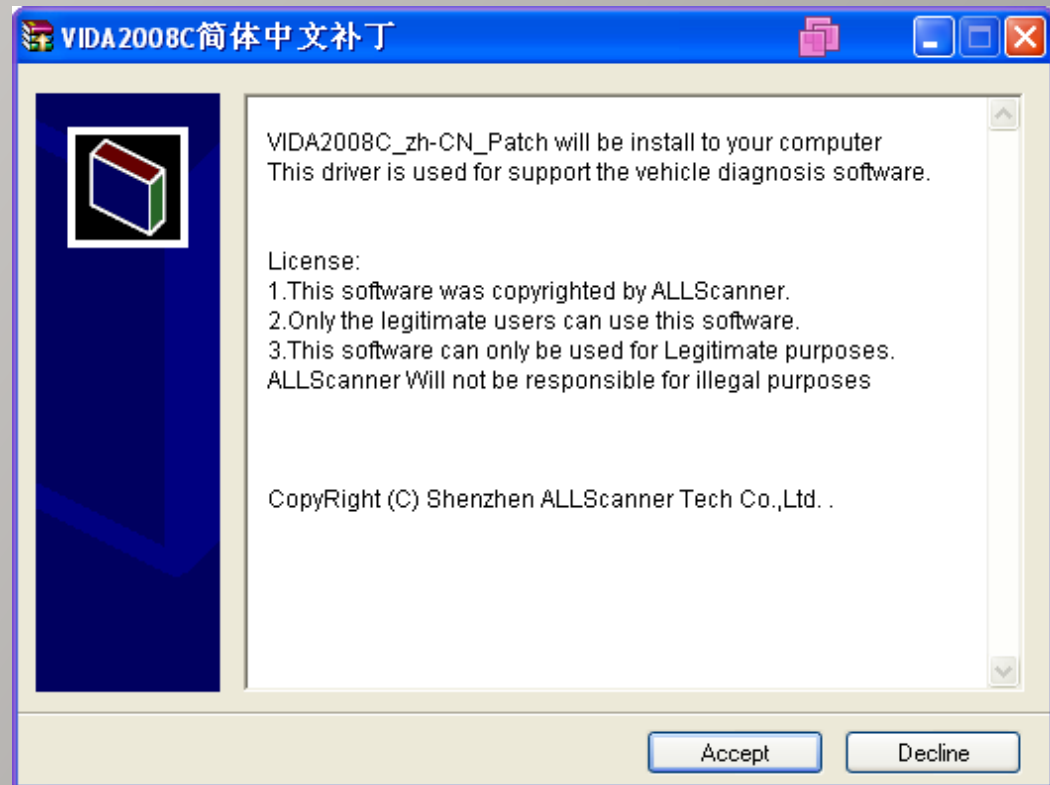 VIDA2008C简体中文补丁
VIDA2008C_zh-CN_Patch will be install to your computer
This driver is used for support the vehicle diagnosis software.
License:
1.This software was copyrighted by ALLScanner.
2.Only the legitimate users can use this software.
3.This software can only be used for Legitimate purposes.
ALLScanner Will not be responsible for illegal purposes
CopyRight (C) Shenzhen ALLScanner Tech Co.,Ltd. .
Accept
Decline